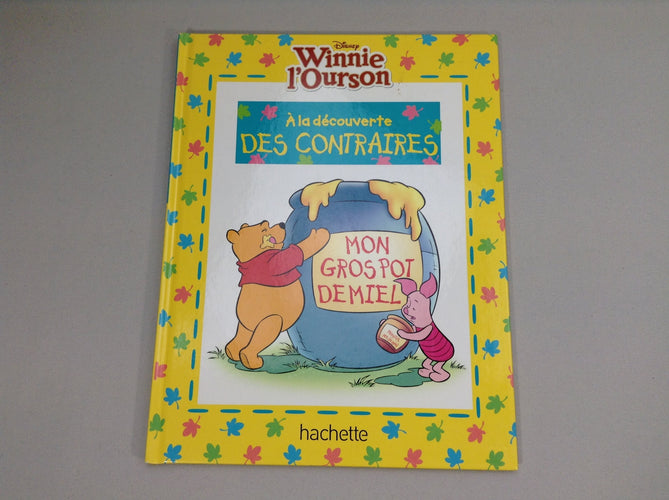 Disney
Winnie
l'Ourson
À la découverte
DES CONTRAIRES
MON
GROS POT
DE MIEL
hachette